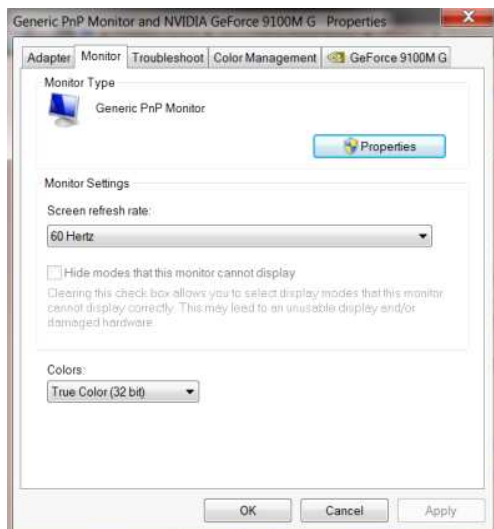 Generic PnP Monitor and NVIDIA GeForce 9100M G Properties
Adapter Monitor Troubleshoot Color Management GeForce 9100M G
Monitor Type
Generic PnP Monitor
Properties
Monitor Settings
Screen refresh rate:
60 Hertz
Hide modes that this monitor cannot display
Clearing this check box allows you to select display modes that this monitor
cannot display correctly. This may lead to an unusable display and/or
damaged hardware.
Colors:
True Color (32 bit)
OK Cancel Apply